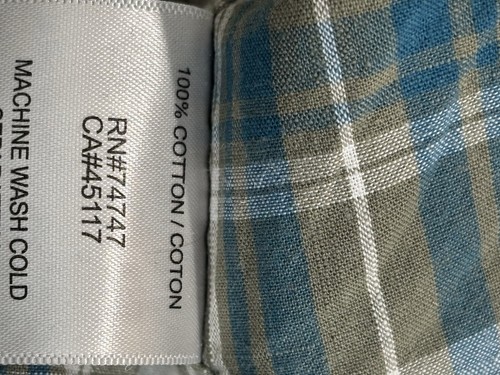 100% COTTON / COTON
RN#74747
CA#45117
MACHINE WASH COLD